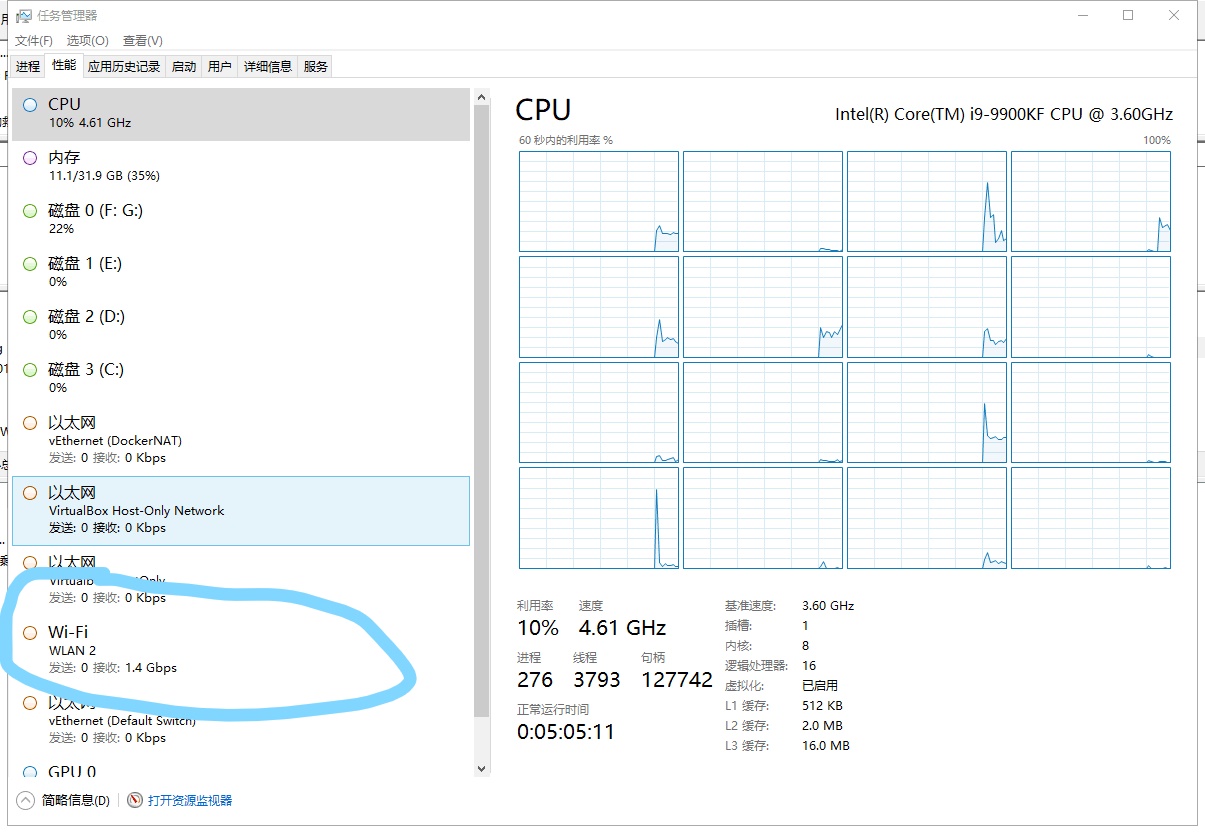 任务管理器
文件(F) 选项(O) 查看(V)
进程 性能 应用历史记录 启动 用户 详细信息 服务
CPU
10% 4.61 GHz
内存
11.1/31.9 GB (35%)
磁盘 0 (F: G:)
22%
磁盘 1 (E:)
0%
磁盘 2 (D:)
0%
磁盘 3 (C:)
0%
以太网
vEthernet (DockerNAT)
发送: 0 接收: 0 Kbps
以太网
VirtualBox Host-Only Network
发送: 0 接收: 0 Kbps
以太网
发送: 0 接收: 0 Kbps
Wi-Fi
WLAN 2
发送: 0 接收: 1.4 Gbps
以太网
vEthernet (Default Switch)
发送: 0 接收: 0 Kbps
GPU 0
CPU
Intel(R) Core(TM) i9-9900KF CPU @ 3.60GHz
60 秒内的利用率 % 100%
利用率 速度
10% 4.61 GHz
进程 线程 句柄
276 3793 127742
正常运行时间
0:05:05:11
基准速度: 3.60 GHz
插槽: 1
内核: 8
逻辑处理器: 16
虚拟化: 已启用
L1 缓存: 512 KB
L2 缓存: 2.0 MB
L3 缓存: 16.0 MB
简略信息(D) 打开资源监视器